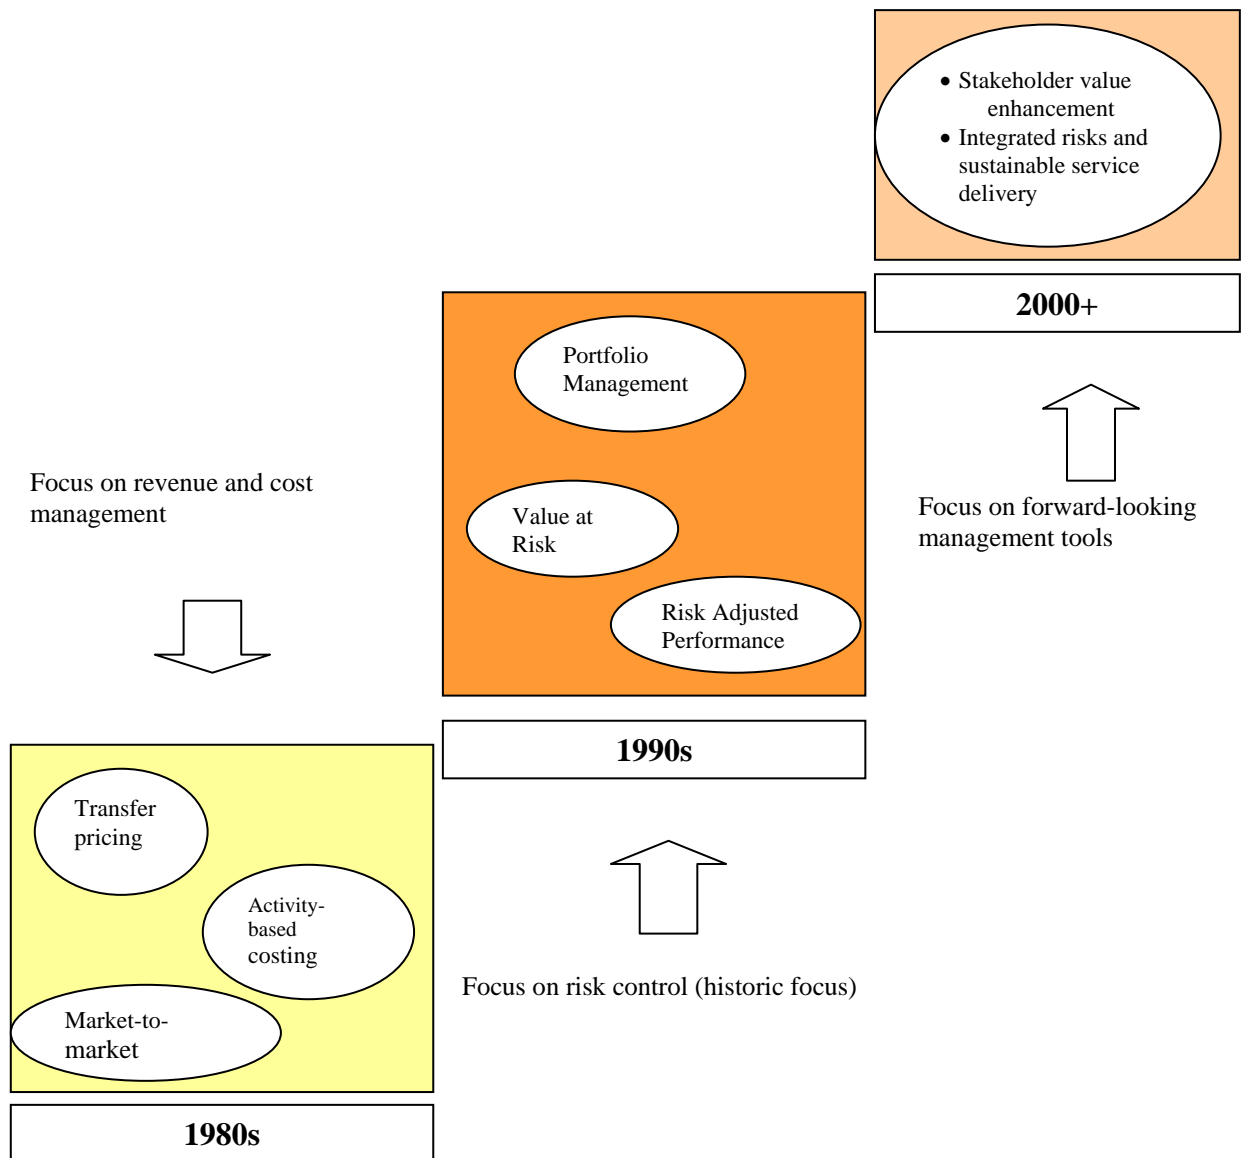 • Stakeholder value
enhancement
• Integrated risks and
sustainable service
delivery
2000+
Portfolio
Management
Focus on revenue and cost
management
Value at
Risk
Focus on forward-looking
management tools
Risk Adjusted
Performance
1990s
Transfer
pricing
Activity-
based
costing
Focus on risk control (historic focus)
Market-to-
market
1980s